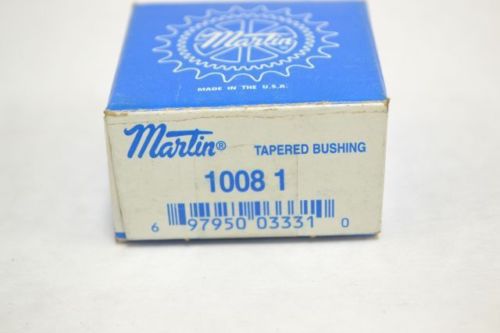 Martin
MADE IN THE U.S.A.
Martin® TAPERED BUSHING
1008 1
6 97950 03331 0